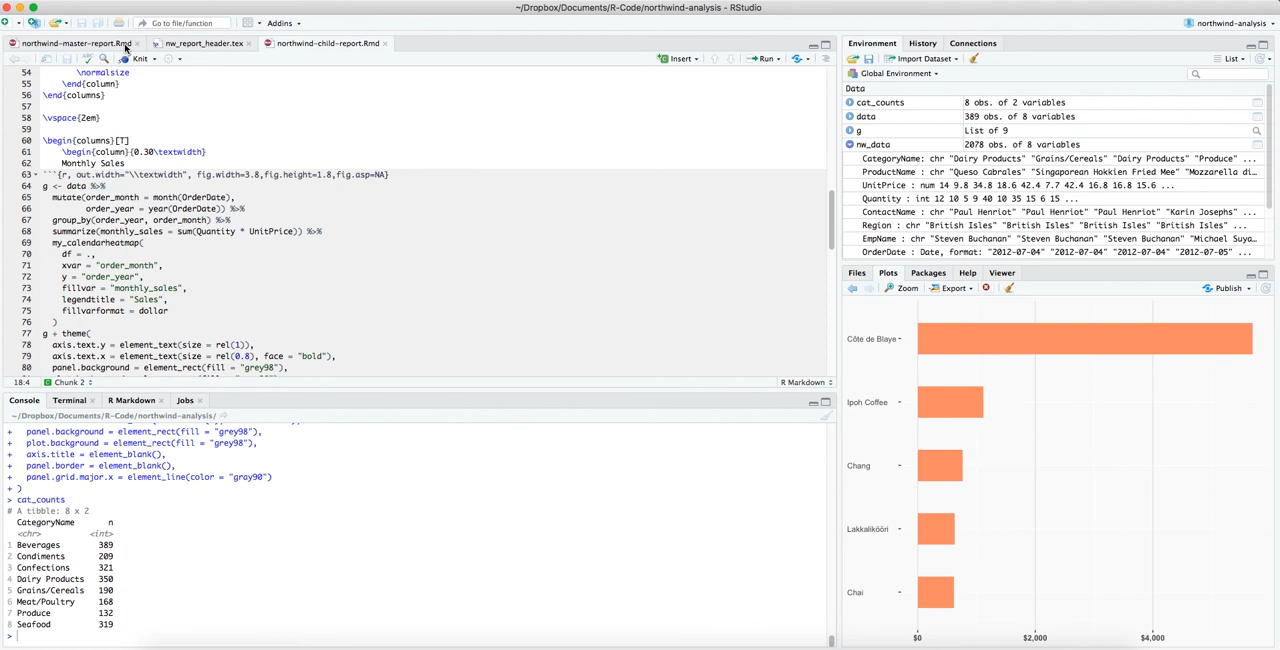 ~/Dropbox/Documents/R-Code/northwind-analysis - RStudio
Go to file/function
Addins
northwind-analysis
northwind-master-report.Rmd
nw_report_header.tex
northwind-child-report.Rmd
Knit
Insert
Run
54 \normalsize
55 \end{column}
56 \end{columns}
57
58 \vspace{2em}
59
60 \begin{columns}[T]
61 \begin{column}{0.30\textwidth}
62 Monthly Sales
63 ```{r, out.width="\\textwidth", fig.width=3.8,fig.height=1.8,fig.asp=NA}
64 g <- data %>%
65 mutate(order_month = month(OrderDate),
66 order_year = year(OrderDate)) %>%
67 group_by(order_year, order_month) %>%
68 summarize(monthly_sales = sum(Quantity * UnitPrice)) %>%
69 my_calendarheatmap(
70 df = .,
71 xvar = "order_month",
72 y = "order_year",
73 fillvar = "monthly_sales",
74 legendtitle = "Sales",
75 fillvarformat = dollar
76 )
77 g + theme(
78 axis.text.y = element_text(size = rel(1)),
79 axis.text.x = element_text(size = rel(0.8), face = "bold"),
80 panel.background = element_rect(fill = "grey98"),
18:4 Chunk 2 R Markdown
Console Terminal R Markdown Jobs
~/Dropbox/Documents/R-Code/northwind-analysis/
+ panel.background = element_rect(fill = "grey98"),
+ plot.background = element_rect(fill = "grey98"),
+ axis.title = element_blank(),
+ panel.border = element_blank(),
+ panel.grid.major.x = element_line(color = "gray90")
+ )
> cat_counts
# A tibble: 8 x 2
CategoryName n
<chr> <int>
1 Beverages 389
2 Condiments 209
3 Confections 321
4 Dairy Products 350
5 Grains/Cereals 190
6 Meat/Poultry 168
7 Produce 132
8 Seafood 319
>
Environment History Connections
Import Dataset
List
Global Environment
Data
cat_counts 8 obs. of 2 variables
data 389 obs. of 8 variables
g List of 9
nw_data 2078 obs. of 8 variables
CategoryName: chr "Dairy Products" "Grains/Cereals" "Dairy Products" "Produce" ...
ProductName : chr "Queso Cabrales" "Singaporean Hokkien Fried Mee" "Mozzarella di…
UnitPrice : num 14 9.8 34.8 18.6 42.4 7.7 42.4 16.8 16.8 15.6 ...
Quantity : int 12 10 5 9 40 10 35 15 6 15 ...
ContactName : chr "Paul Henriot" "Paul Henriot" "Paul Henriot" "Karin Josephs" ...
Region : chr "British Isles" "British Isles" "British Isles" "British Isles" ...
EmpName : chr "Steven Buchanan" "Steven Buchanan" "Steven Buchanan" "Michael Suya…
OrderDate : Date, format: "2012-07-04" "2012-07-04" "2012-07-04" "2012-07-05" ...
Files Plots Packages Help Viewer
Zoom Export Publish
Côte de Blaye
Ipoh Coffee
Chang
Lakkalikööri
Chai
$0 $2,000 $4,000